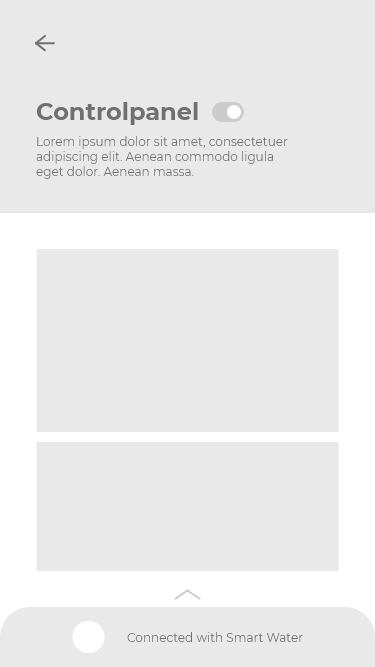 Controlpanel
Lorem ipsum dolor sit amet, consectetuer
adipiscing elit. Aenean commodo ligula
eget dolor. Aenean massa.
Connected with Smart Water